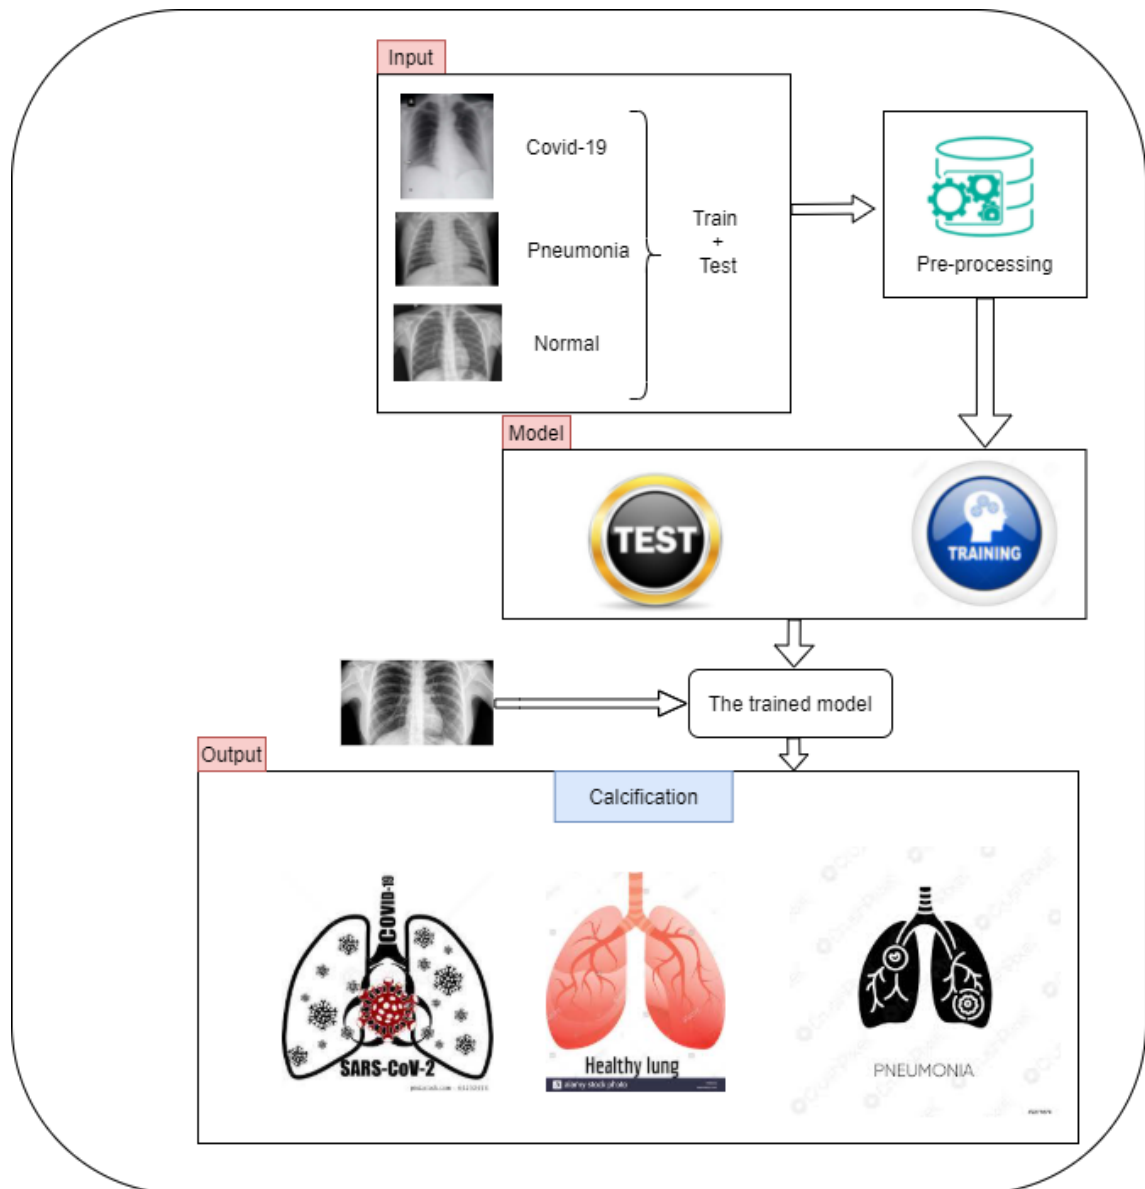 Input
Covid-19
Pneumonia
Normal
Train
+
Test
Pre-processing
Model
TEST
TRAINING
The trained model
Output
Calcification
COVID-19
SARS-CoV-2
Healthy lung
alamy stock photo
PNEUMONIA